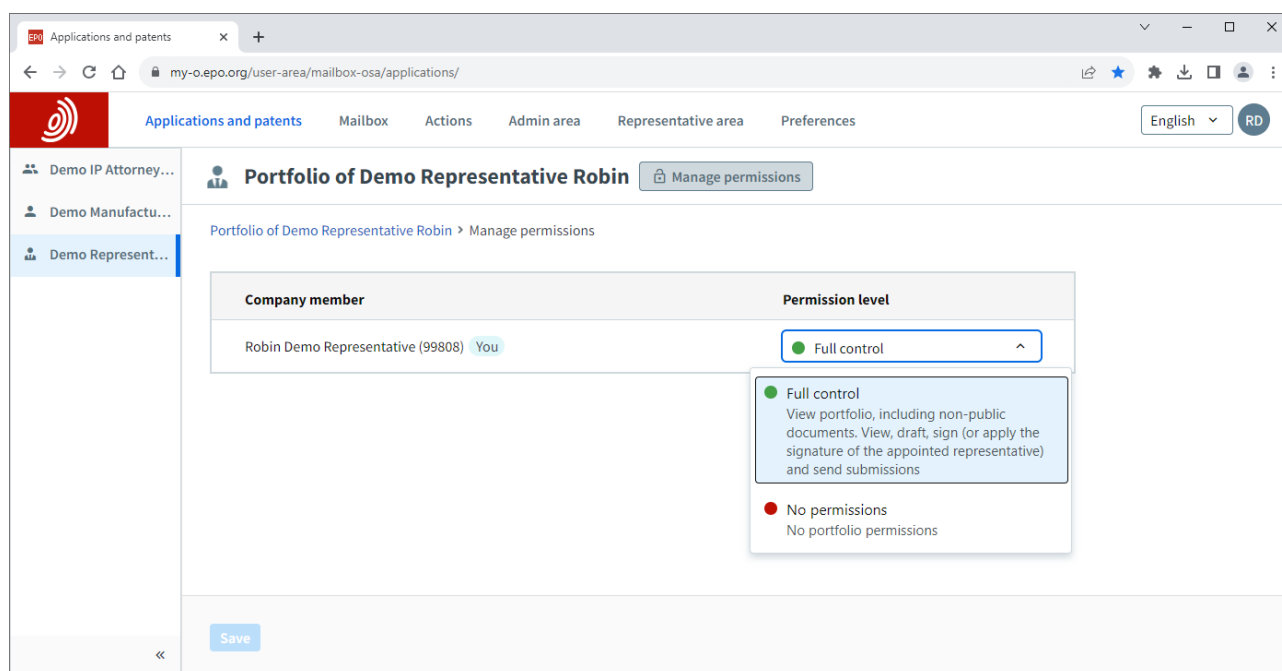 EPO Applications and patents
my-o.epo.org/user-area/mailbox-osa/applications/
Applications and patents Mailbox Actions Admin area Representative area Preferences English RD
Demo IP Attorney...
Demo Manufactu...
Demo Represent...
Portfolio of Demo Representative Robin Manage permissions
Portfolio of Demo Representative Robin > Manage permissions
Company member Permission level
Robin Demo Representative (99808) You Full control
Full control
View portfolio, including non-public
documents. View, draft, sign (or apply the
signature of the appointed representative)
and send submissions
No permissions
No portfolio permissions
Save